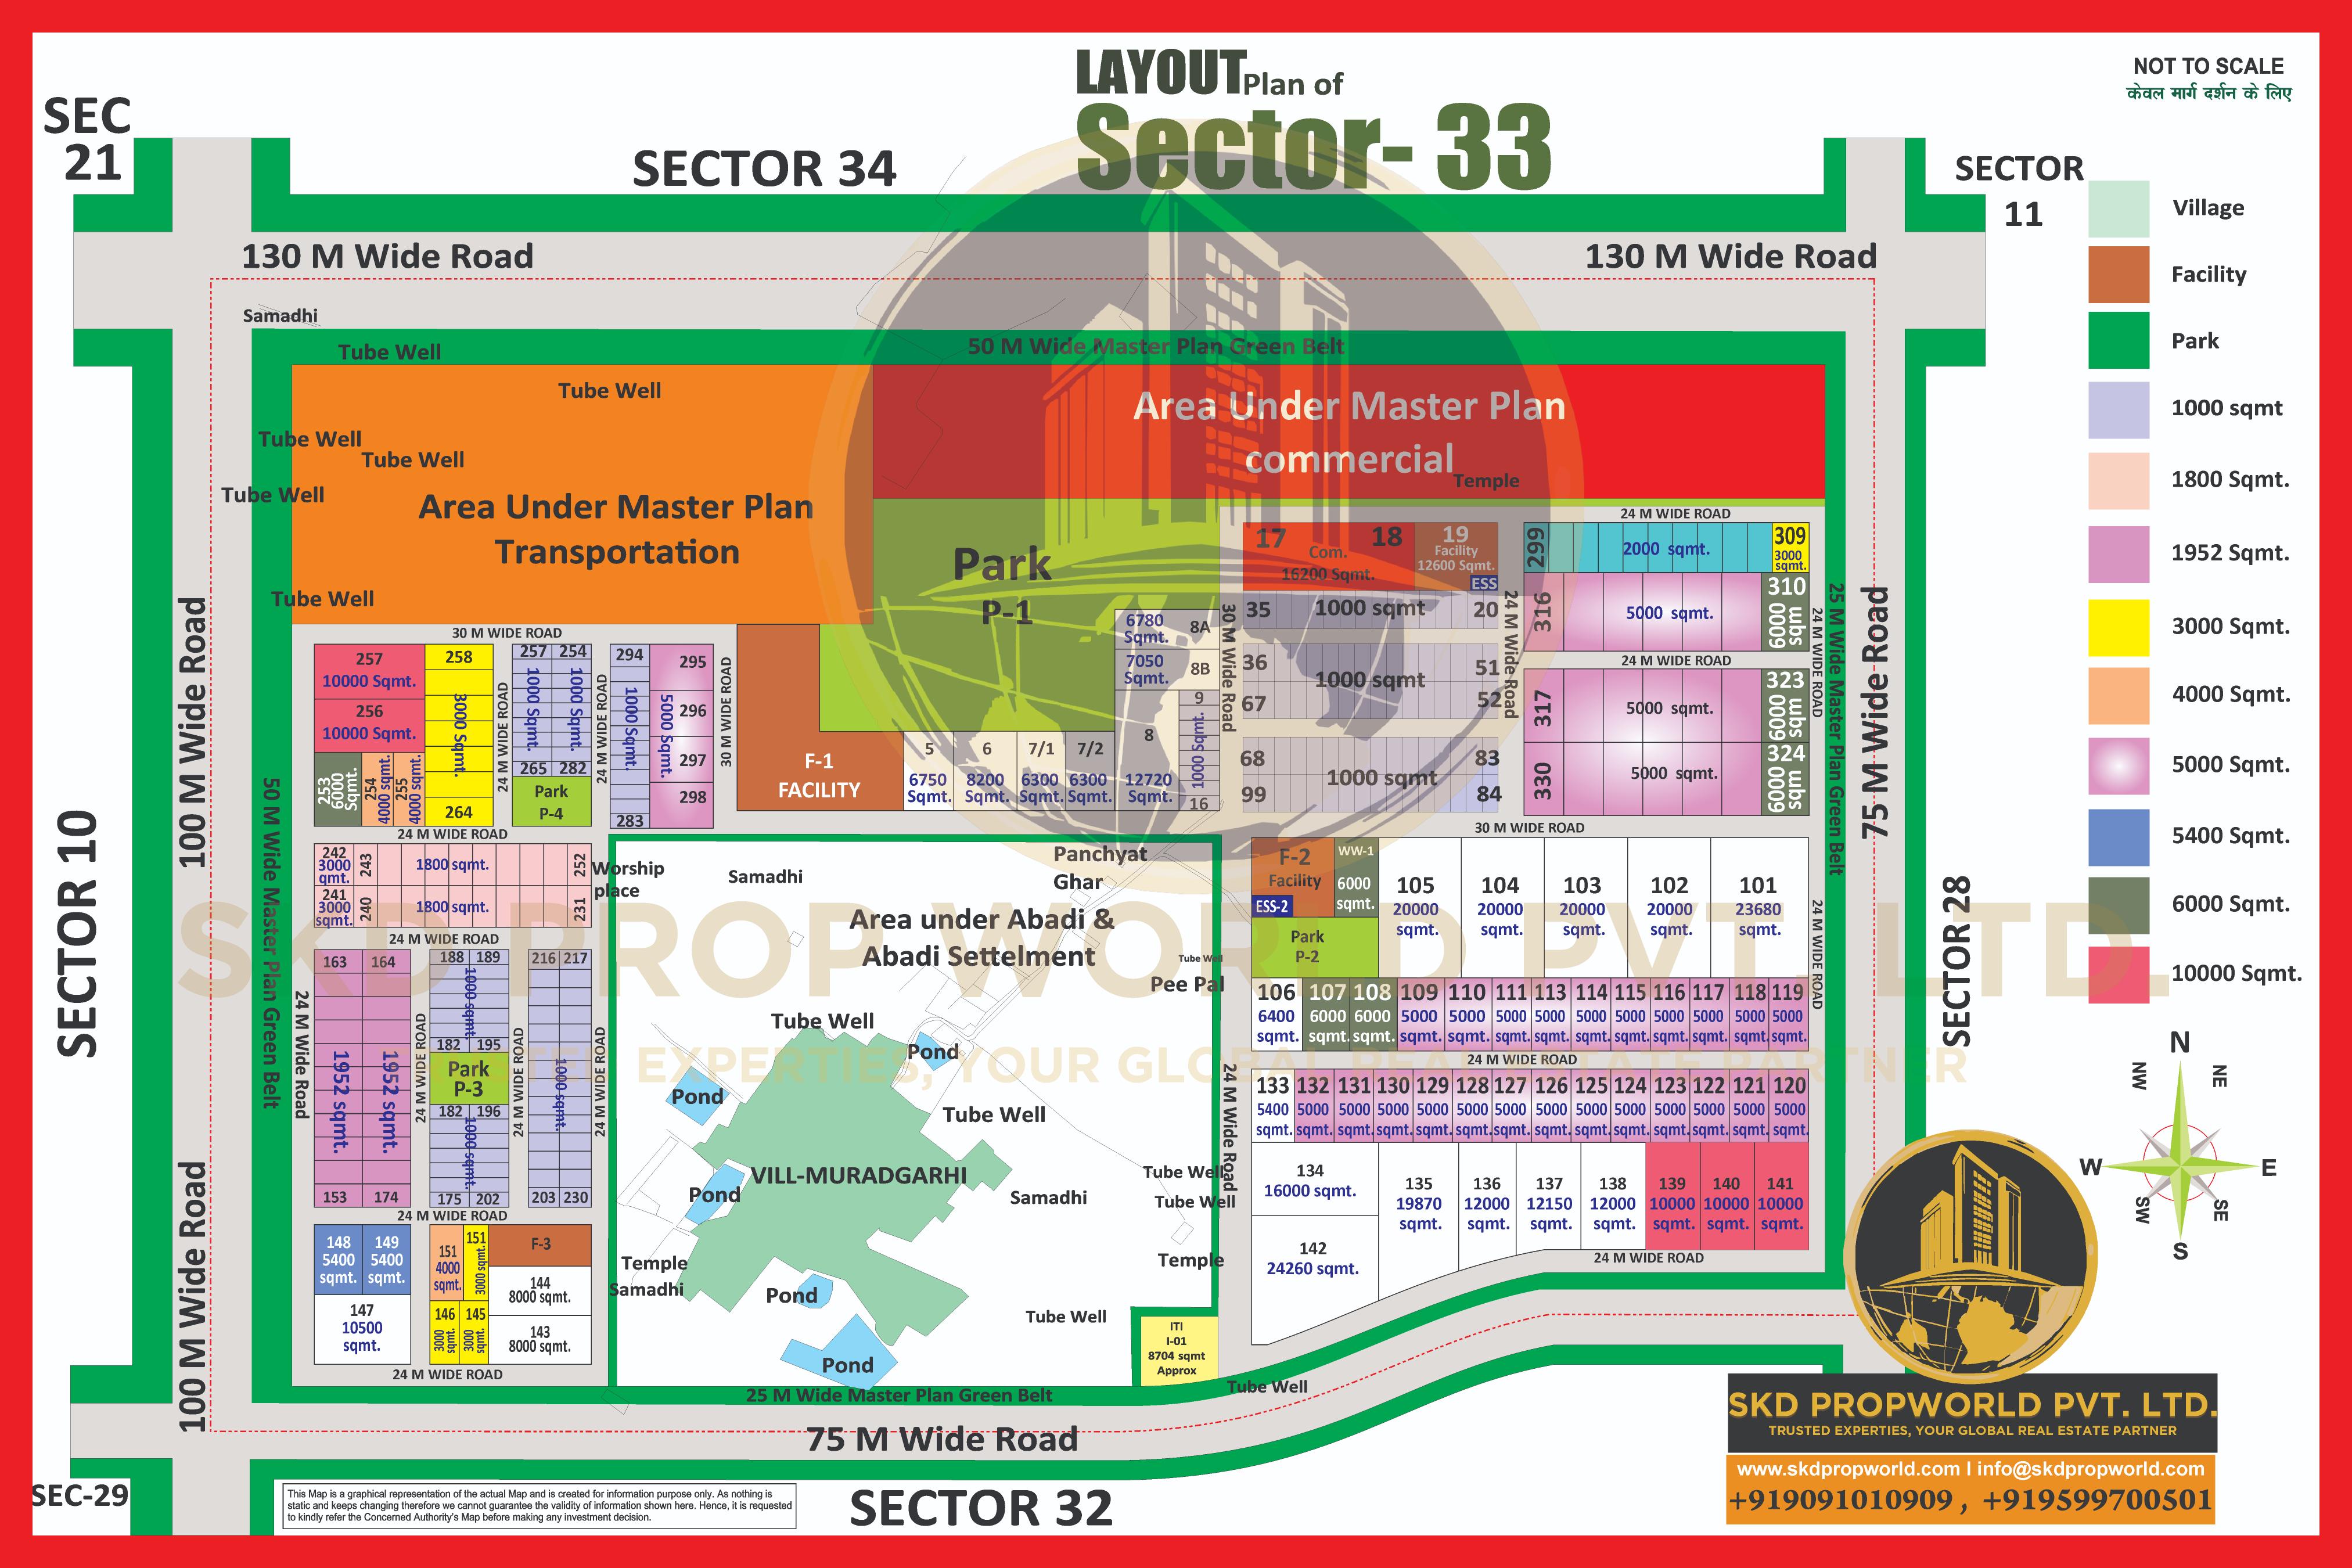 LAYOUT Plan of
Sector- 33
NOT TO SCALE
केवल मार्ग दर्शन के लिए
SEC
21
SECTOR 34
SECTOR
11
130 M Wide Road
130 M Wide Road
Samadhi
Tube Well
50 M Wide Master Plan Green Belt
Tube Well
Tube Well
Tube Well
Tube Well
Area Under Master Plan
Transportation
Tube Well
Area Under Master Plan
commercial
Temple
Park
P-1
Village
Facility
Park
1000 sqmt
1800 Sqmt.
1952 Sqmt.
3000 Sqmt.
4000 Sqmt.
5000 Sqmt.
5400 Sqmt.
6000 Sqmt.
10000 Sqmt.
N
NE
E
SE
S
SW
W
NW
100 M Wide Road
100 M Wide Road
SECTOR 10
50 M Wide Master Plan Green Belt
30 M WIDE ROAD
257
10000 Sqmt.
256
10000 Sqmt.
253
6000
Sqmt.
254
4000 sqmt.
255
4000 sqmt.
258
3000 Sqmt.
264
24 M WIDE ROAD
257 254
1000 Sqmt.
1000 Sqmt.
265 282
Park
P-4
24 M WIDE ROAD
294
1000 Sqmt.
283
295
296
297
298
5000 Sqmt.
30 M WIDE ROAD
F-1
FACILITY
5
6750
Sqmt.
6
8200
Sqmt.
7/1
6300
Sqmt.
7/2
6300
Sqmt.
8
12720
Sqmt.
6780
Sqmt.
8A
7050
Sqmt.
8B
9
1000 Sqmt.
16
30 M Wide Road
17
18
Com.
16200 Sqmt.
19
Facility
12600 Sqmt.
ESS
35 1000 sqmt 20
36 51
1000 sqmt
67 52
68 83
1000 sqmt
99 84
24 M Wide Road
24 M WIDE ROAD
299
2000 sqmt.
309
3000
sqmt.
316
5000 sqmt.
310
6000 sqm
24 M WIDE ROAD
317
5000 sqmt.
323
6000 sqm
330
5000 sqmt.
324
6000 sqm
24 M WIDE ROAD
25 M Wide Master Plan Green Belt
75 M Wide Road
SECTOR 28
30 M WIDE ROAD
24 M WIDE ROAD
242
3000
qmt.
243
1800 sqmt.
252
241
3000
sqmt.
240
1800 sqmt.
231
Worship
place
24 M WIDE ROAD
24 M Wide Road
163 164
1952 sqmt.
1952 sqmt.
153 174
24 M WIDE ROAD
188 189
1000 sqmt.
182 195
Park
P-3
182 196
1000 sqmt.
175 202
24 M WIDE ROAD
216 217
1000 sqmt.
203 230
24 M WIDE ROAD
24 M WIDE ROAD
148
5400
sqmt.
149
5400
sqmt.
147
10500
sqmt.
151
4000
sqmt.
151
3000 sqmt.
146
3000
sqmt.
145
3000
sqmt.
F-3
144
8000 sqmt.
143
8000 sqmt.
24 M WIDE ROAD
Samadhi
Panchyat
Ghar
Area under Abadi &
Abadi Settelment
Tube Well
Pee Pal
Tube Well
Pond
Pond
Tube Well
VILL-MURADGARHI
Pond
Samadhi
Tube Well
Tube Well
Temple
Samadhi
Temple
Pond
Tube Well
Pond
ITI
I-01
8704 sqmt
Approx
Tube Well
25 M Wide Master Plan Green Belt
75 M Wide Road
24 M Wide Road
F-2
Facility
ESS-2
WW-1
6000
sqmt.
Park
P-2
105
20000
sqmt.
104
20000
sqmt.
103
20000
sqmt.
102
20000
sqmt.
101
23680
sqmt.
24 M WIDE ROAD
106 107 108 109 110 111 113 114 115 116 117 118 119
6400 6000 6000 5000 5000 5000 5000 5000 5000 5000 5000 5000 5000
sqmt. sqmt. sqmt. sqmt. sqmt. sqmt. sqmt. sqmt. sqmt. sqmt. sqmt. sqmt. sqmt.
24 M WIDE ROAD
133 132 131 130 129 128 127 126 125 124 123 122 121 120
5400 5000 5000 5000 5000 5000 5000 5000 5000 5000 5000 5000 5000 5000
sqmt. sqmt. sqmt. sqmt. sqmt. sqmt. sqmt. sqmt. sqmt. sqmt. sqmt. sqmt. sqmt. sqmt.
134
16000 sqmt.
135
19870
sqmt.
136
12000
sqmt.
137
12150
sqmt.
138
12000
sqmt.
139
10000
sqmt.
140
10000
sqmt.
141
10000
sqmt.
142
24260 sqmt.
24 M WIDE ROAD
100 M Wide Road
SEC-29
SECTOR 32
This Map is a graphical representation of the actual Map and is created for information purpose only. As nothing is
static and keeps changing therefore we cannot guarantee the validity of information shown here. Hence, it is requested
to kindly refer the Concerned Authority's Map before making any investment decision.
SKD PROP WORLD PVT. LTD.
EXPERTIES, YOUR GLOBAL REAL ESTATE PARTNER
SKD PROPWORLD PVT. LTD.
TRUSTED EXPERTIES, YOUR GLOBAL REAL ESTATE PARTNER
www.skdpropworld.com I info@skdpropworld.com
+919091010909 , +919599700501